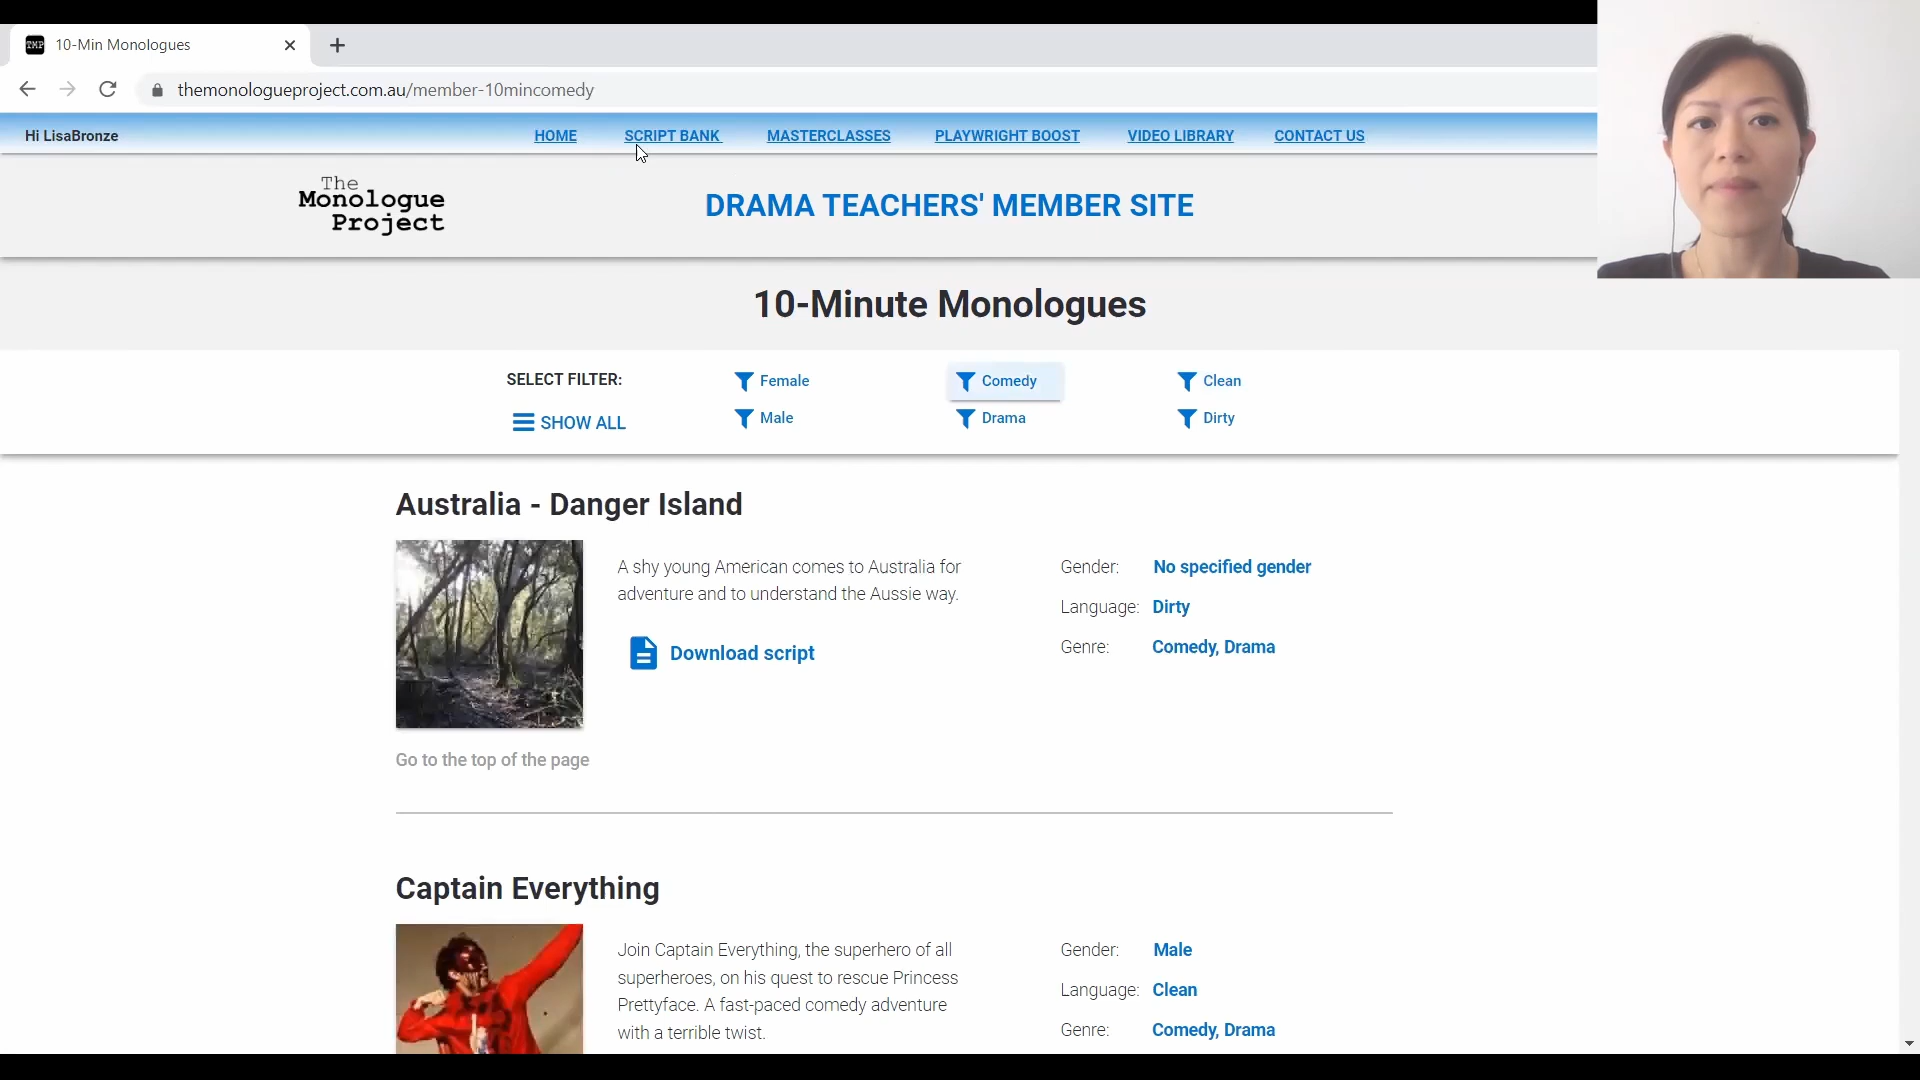 TMP 10-Min Monologues
themonologueproject.com.au/member-10mincomedy
Hi LisaBronze HOME SCRIPT BANK MASTERCLASSES PLAYWRIGHT BOOST VIDEO LIBRARY CONTACT US
The
Monologue
Project
DRAMA TEACHERS' MEMBER SITE
10-Minute Monologues
SELECT FILTER: Female Comedy Clean
SHOW ALL Male Drama Dirty
Australia - Danger Island
A shy young American comes to Australia for
adventure and to understand the Aussie way.
Download script
Gender: No specified gender
Language: Dirty
Genre: Comedy, Drama
Go to the top of the page
Captain Everything
Join Captain Everything, the superhero of all
superheroes, on his quest to rescue Princess
Prettyface. A fast-paced comedy adventure
with a terrible twist.
Gender: Male
Language: Clean
Genre: Comedy, Drama